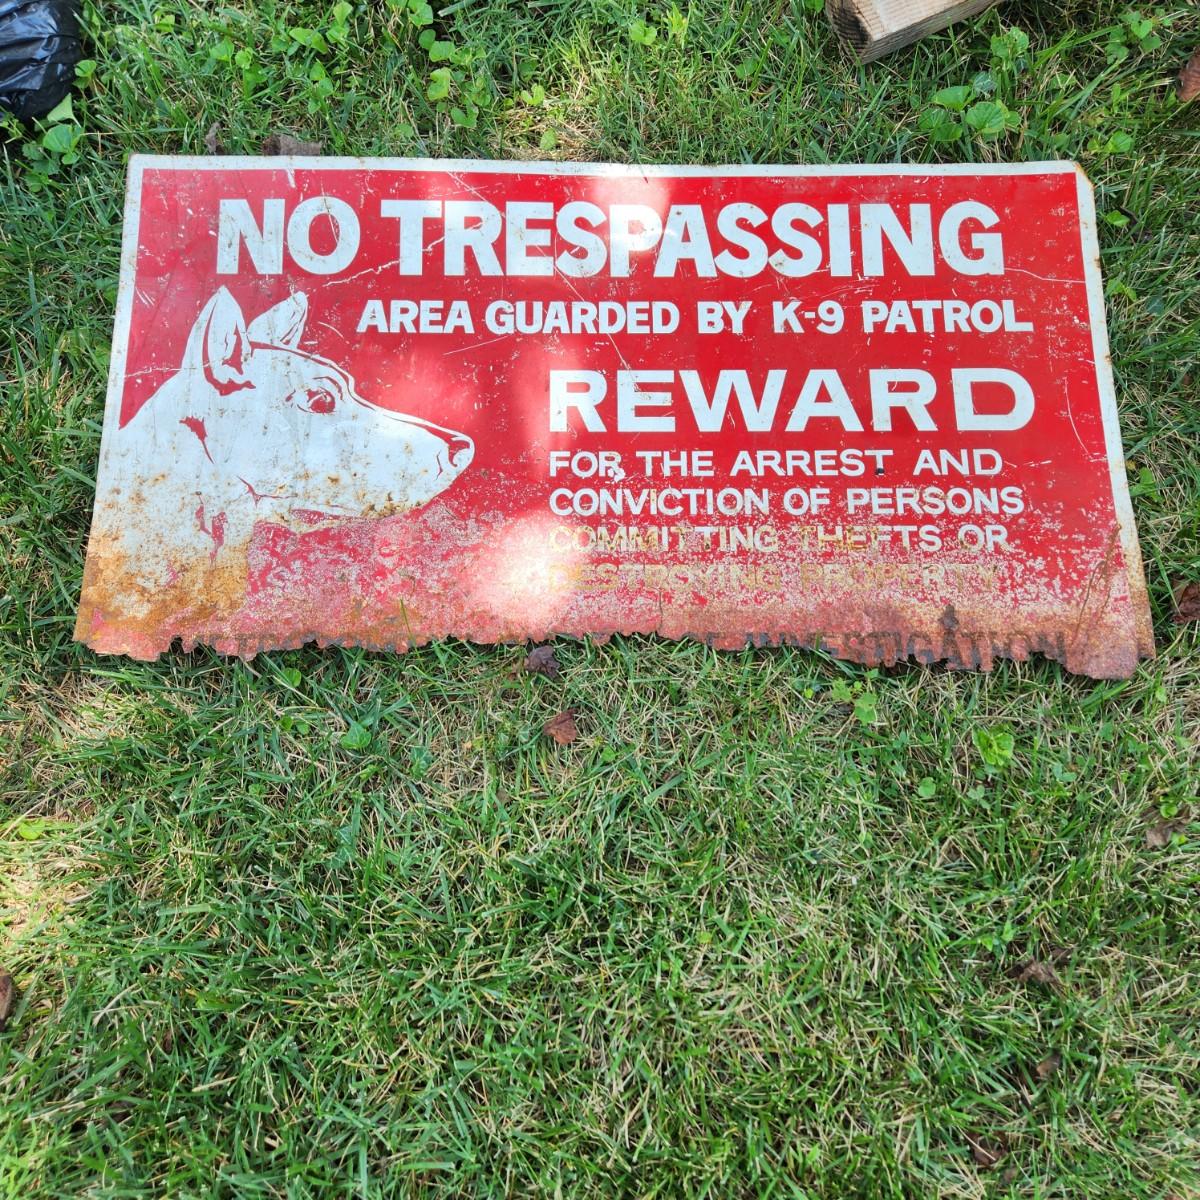 NO TRESPASSING
AREA GUARDED BY K-9 PATROL
REWARD
FOR THE ARREST AND
CONVICTION OF PERSONS
COMMITTING THEFTS OR
DESTROYING PROPERTY
INVESTIGATION